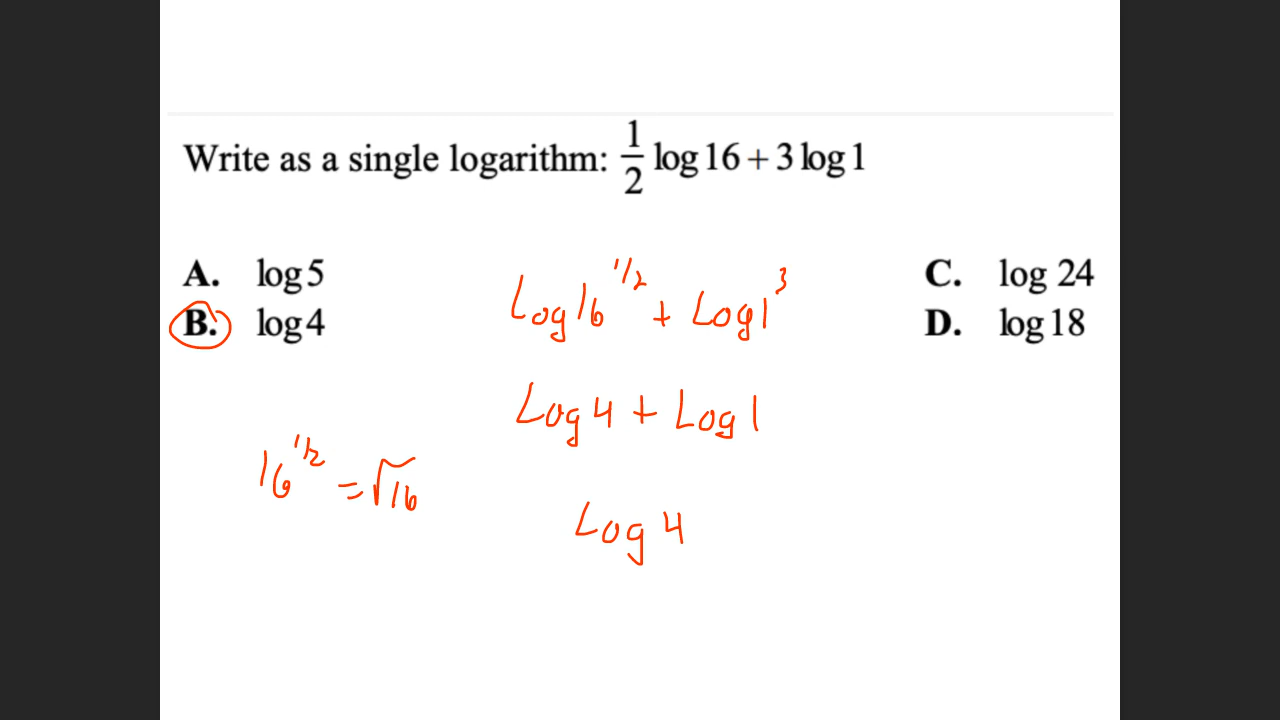 Write as a single logarithm: 1/2 log 16 + 3 log 1
A. log 5
B. log 4
C. log 24
D. log 18
Log 16^1/2 + Log 1^3
Log 4 + Log 1
16^1/2 = √16
Log 4